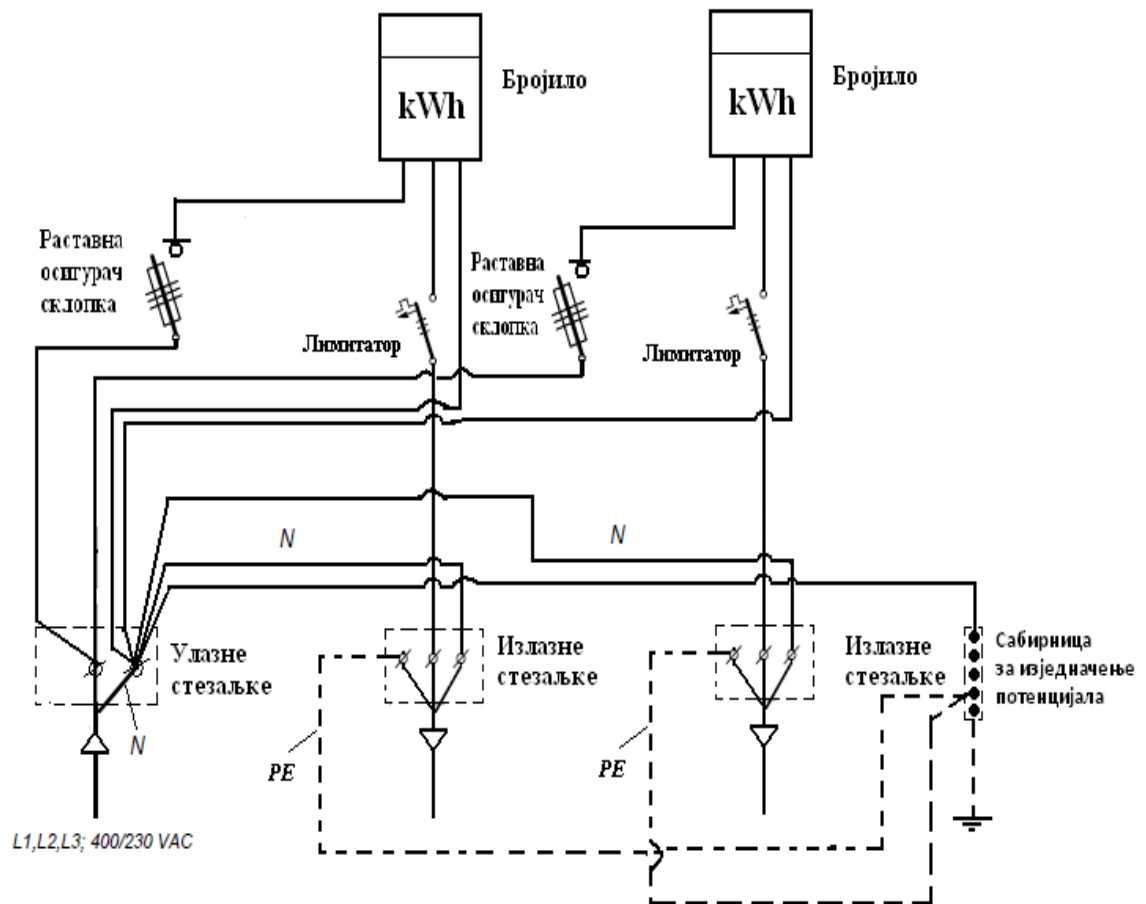 Бројило
kWh
Бројило
kWh
Раставна
осигурач
склопка
Раставна
осигурач
склопка
Лимитатор
Лимитатор
N
N
Улазне
стезаљке
Излазне
стезаљке
Излазне
стезаљке
Сабирница
за изједначење
потенцијала
N
PE
PE
L1,L2,L3; 400/230 VAC